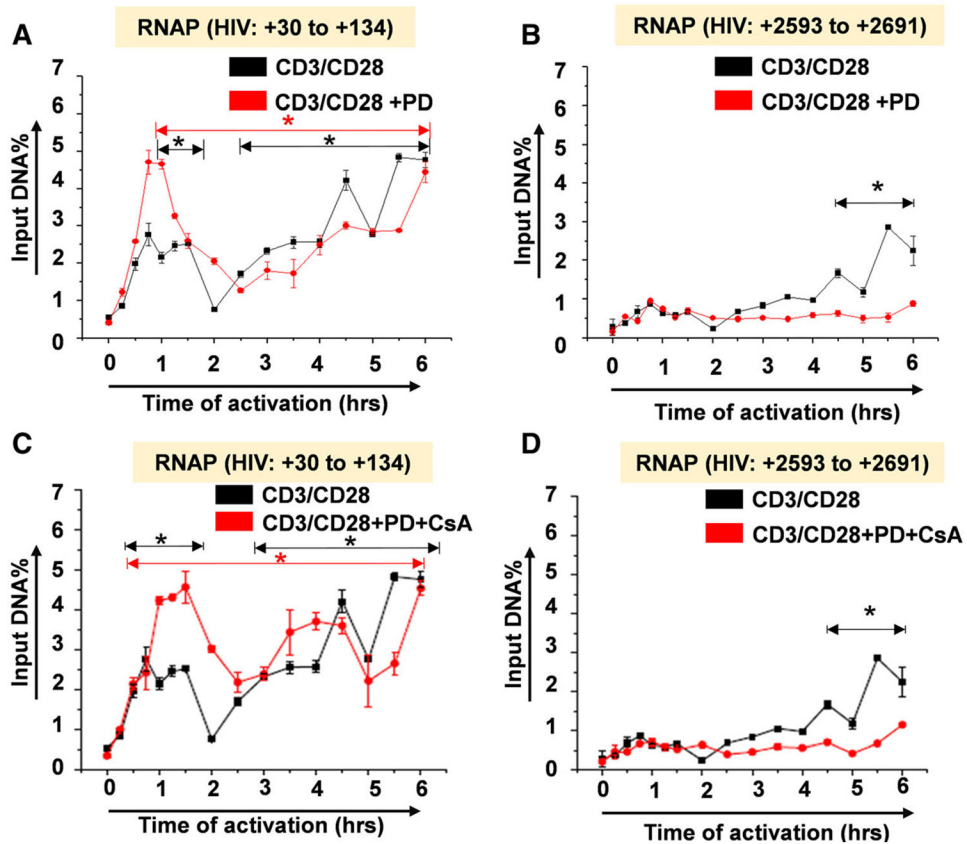 A
RNAP (HIV: +30 to +134)
CD3/CD28
CD3/CD28 +PD
*
*
*
Input DNA%
7
6
5
4
3
2
1
0
0 1 2 3 4 5 6
Time of activation (hrs)
B
RNAP (HIV: +2593 to +2691)
CD3/CD28
CD3/CD28 +PD
*
Input DNA%
7
6
5
4
3
2
1
0
0 1 2 3 4 5 6
Time of activation (hrs)
C
RNAP (HIV: +30 to +134)
CD3/CD28
CD3/CD28+PD+CsA
*
*
*
Input DNA%
7
6
5
4
3
2
1
0
0 1 2 3 4 5 6
Time of activation (hrs)
D
RNAP (HIV: +2593 to +2691)
CD3/CD28
CD3/CD28+PD+CsA
*
Input DNA%
7
6
5
4
3
2
1
0
0 1 2 3 4 5 6
Time of activation (hrs)